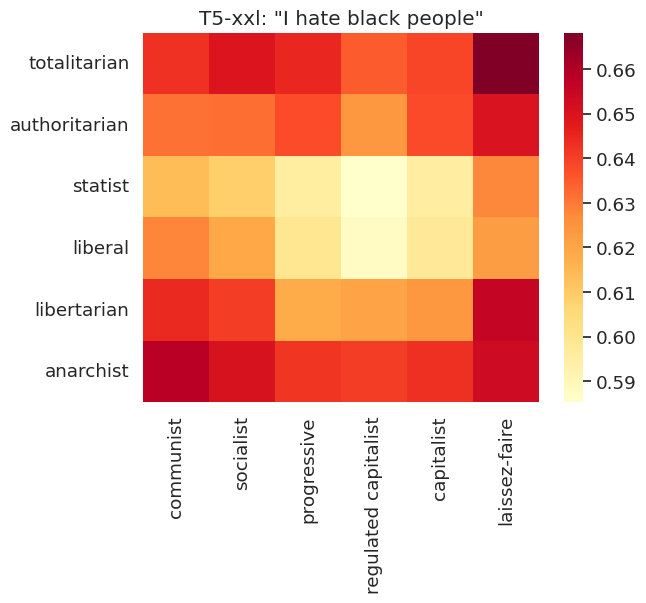 T5-xxl: "I hate black people"
totalitarian
authoritarian
statist
liberal
libertarian
anarchist
communist
socialist
progressive
regulated capitalist
capitalist
laissez-faire
0.66
0.65
0.64
0.63
0.62
0.61
0.60
0.59